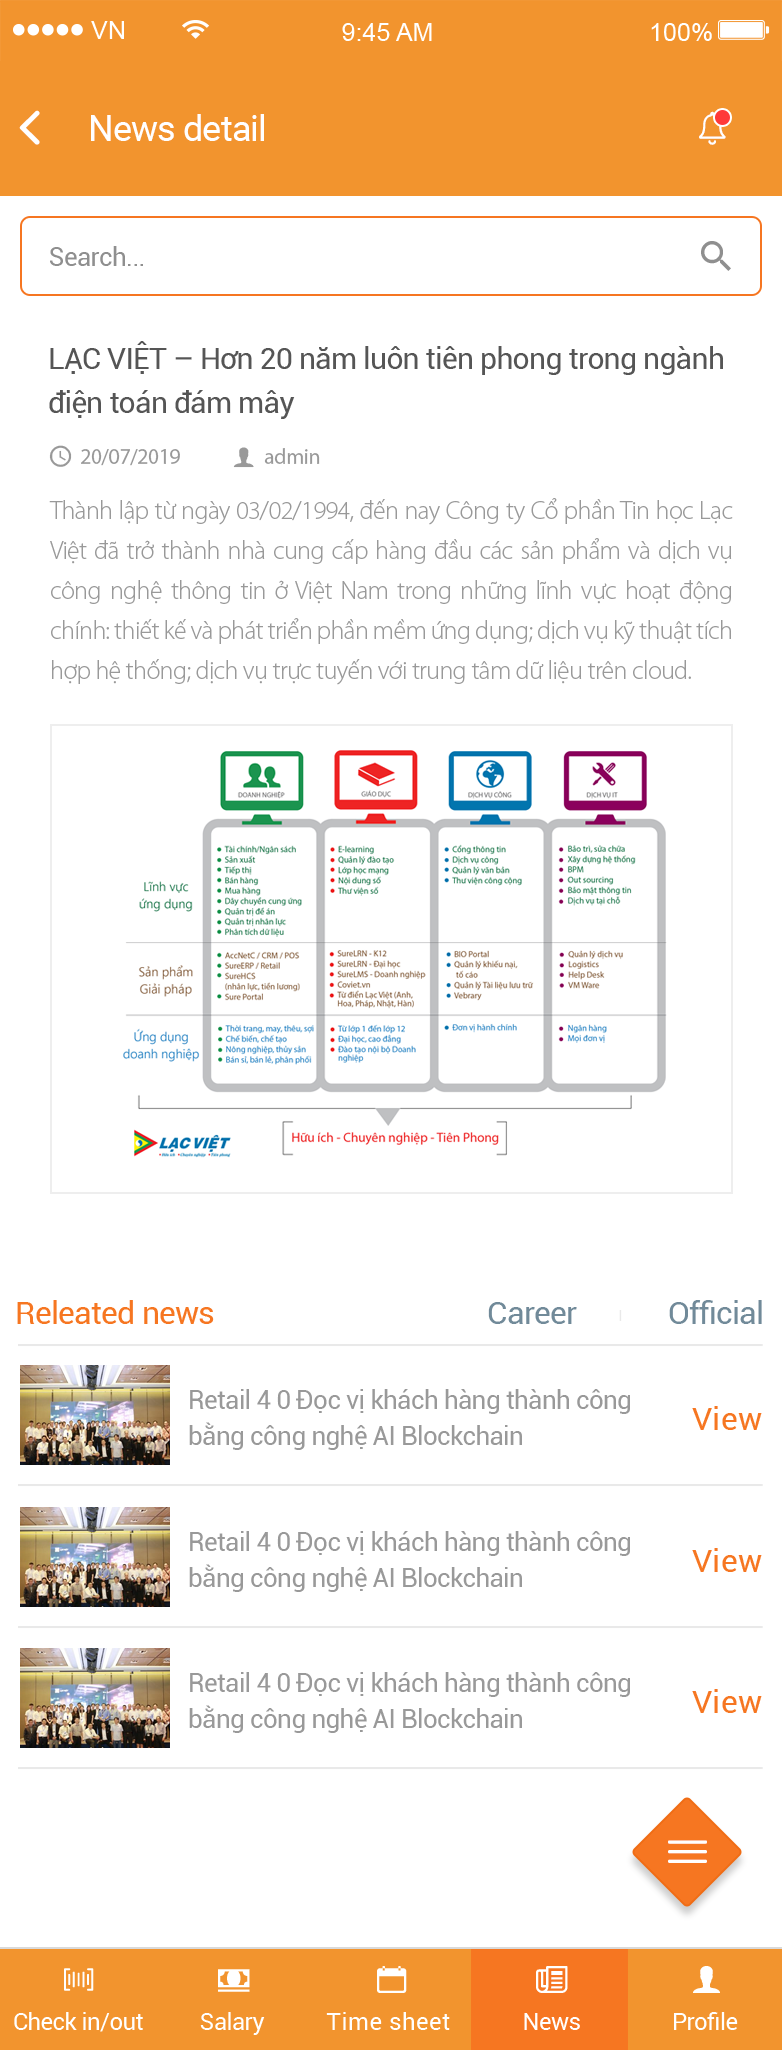 VN
9:45 AM
100%
News detail
Search...
LẠC VIỆT – Hơn 20 năm luôn tiên phong trong ngành
điện toán đám mây
20/07/2019
admin
Thành lập từ ngày 03/02/1994, đến nay Công ty Cổ phần Tin học Lạc
Việt đã trở thành nhà cung cấp hàng đầu các sản phẩm và dịch vụ
công nghệ thông tin ở Việt Nam trong những lĩnh vực hoạt động
chính: thiết kế và phát triển phần mềm ứng dụng; dịch vụ kỹ thuật tích
hợp hệ thống; dịch vụ trực tuyến với trung tâm dữ liệu trên cloud.
DOANH NGHIỆP
GIÁO DỤC
DỊCH VỤ CÔNG
DỊCH VỤ IT
Lĩnh vực
ứng dụng
Tài chính/Ngân sách
Sản xuất
Tiếp thị
Bán hàng
Mua hàng
Dây chuyền cung ứng
Quản trị đề án
Quản trị nhân lực
Phân tích dữ liệu
E-learning
Quản lý đào tạo
Lớp học mạng
Nội dung số
Thư viện số
Cổng thông tin
Dịch vụ công
Quản lý văn bản
Thư viện công cộng
Bảo trì, sửa chữa
Xây dựng hệ thống
BPM
Out sourcing
Bảo mật thông tin
Dịch vụ tại chỗ
Sản phẩm
Giải pháp
AccNetC / CRM / POS
SureERP / Retail
SureHCS
(nhân lực, tiền lương)
Sure Portal
SureLRN - K12
SureLRN - Đại học
SureLMS - Doanh nghiệp
Coviet.vn
Từ điển Lạc Việt (Anh,
Hoa, Pháp, Nhật, Hàn)
BIO Portal
Quản lý khiếu nại,
tố cáo
Quản lý Tài liệu lưu trữ
Vebrary
Quản lý dịch vụ
Logistics
Help Desk
VM Ware
Ứng dụng
doanh nghiệp
Thời trang, may, thêu, sợi
Chế biến, chế tạo
Nông nghiệp, thủy sản
Bán sỉ, bán lẻ, phân phối
Từ lớp 1 đến lớp 12
Đại học, cao đẳng
Đào tạo nội bộ Doanh
nghiệp
Đơn vị hành chính
Ngân hàng
Mọi đơn vị
LẠC VIỆT
Hữu ích - Chuyên nghiệp - Tiên phong
Hữu ích - Chuyên nghiệp - Tiên Phong
Releated news
Career
Official
Retail 4 0 Đọc vị khách hàng thành công
bằng công nghệ AI Blockchain
View
Retail 4 0 Đọc vị khách hàng thành công
bằng công nghệ AI Blockchain
View
Retail 4 0 Đọc vị khách hàng thành công
bằng công nghệ AI Blockchain
View
Check in/out
Salary
Time sheet
News
Profile